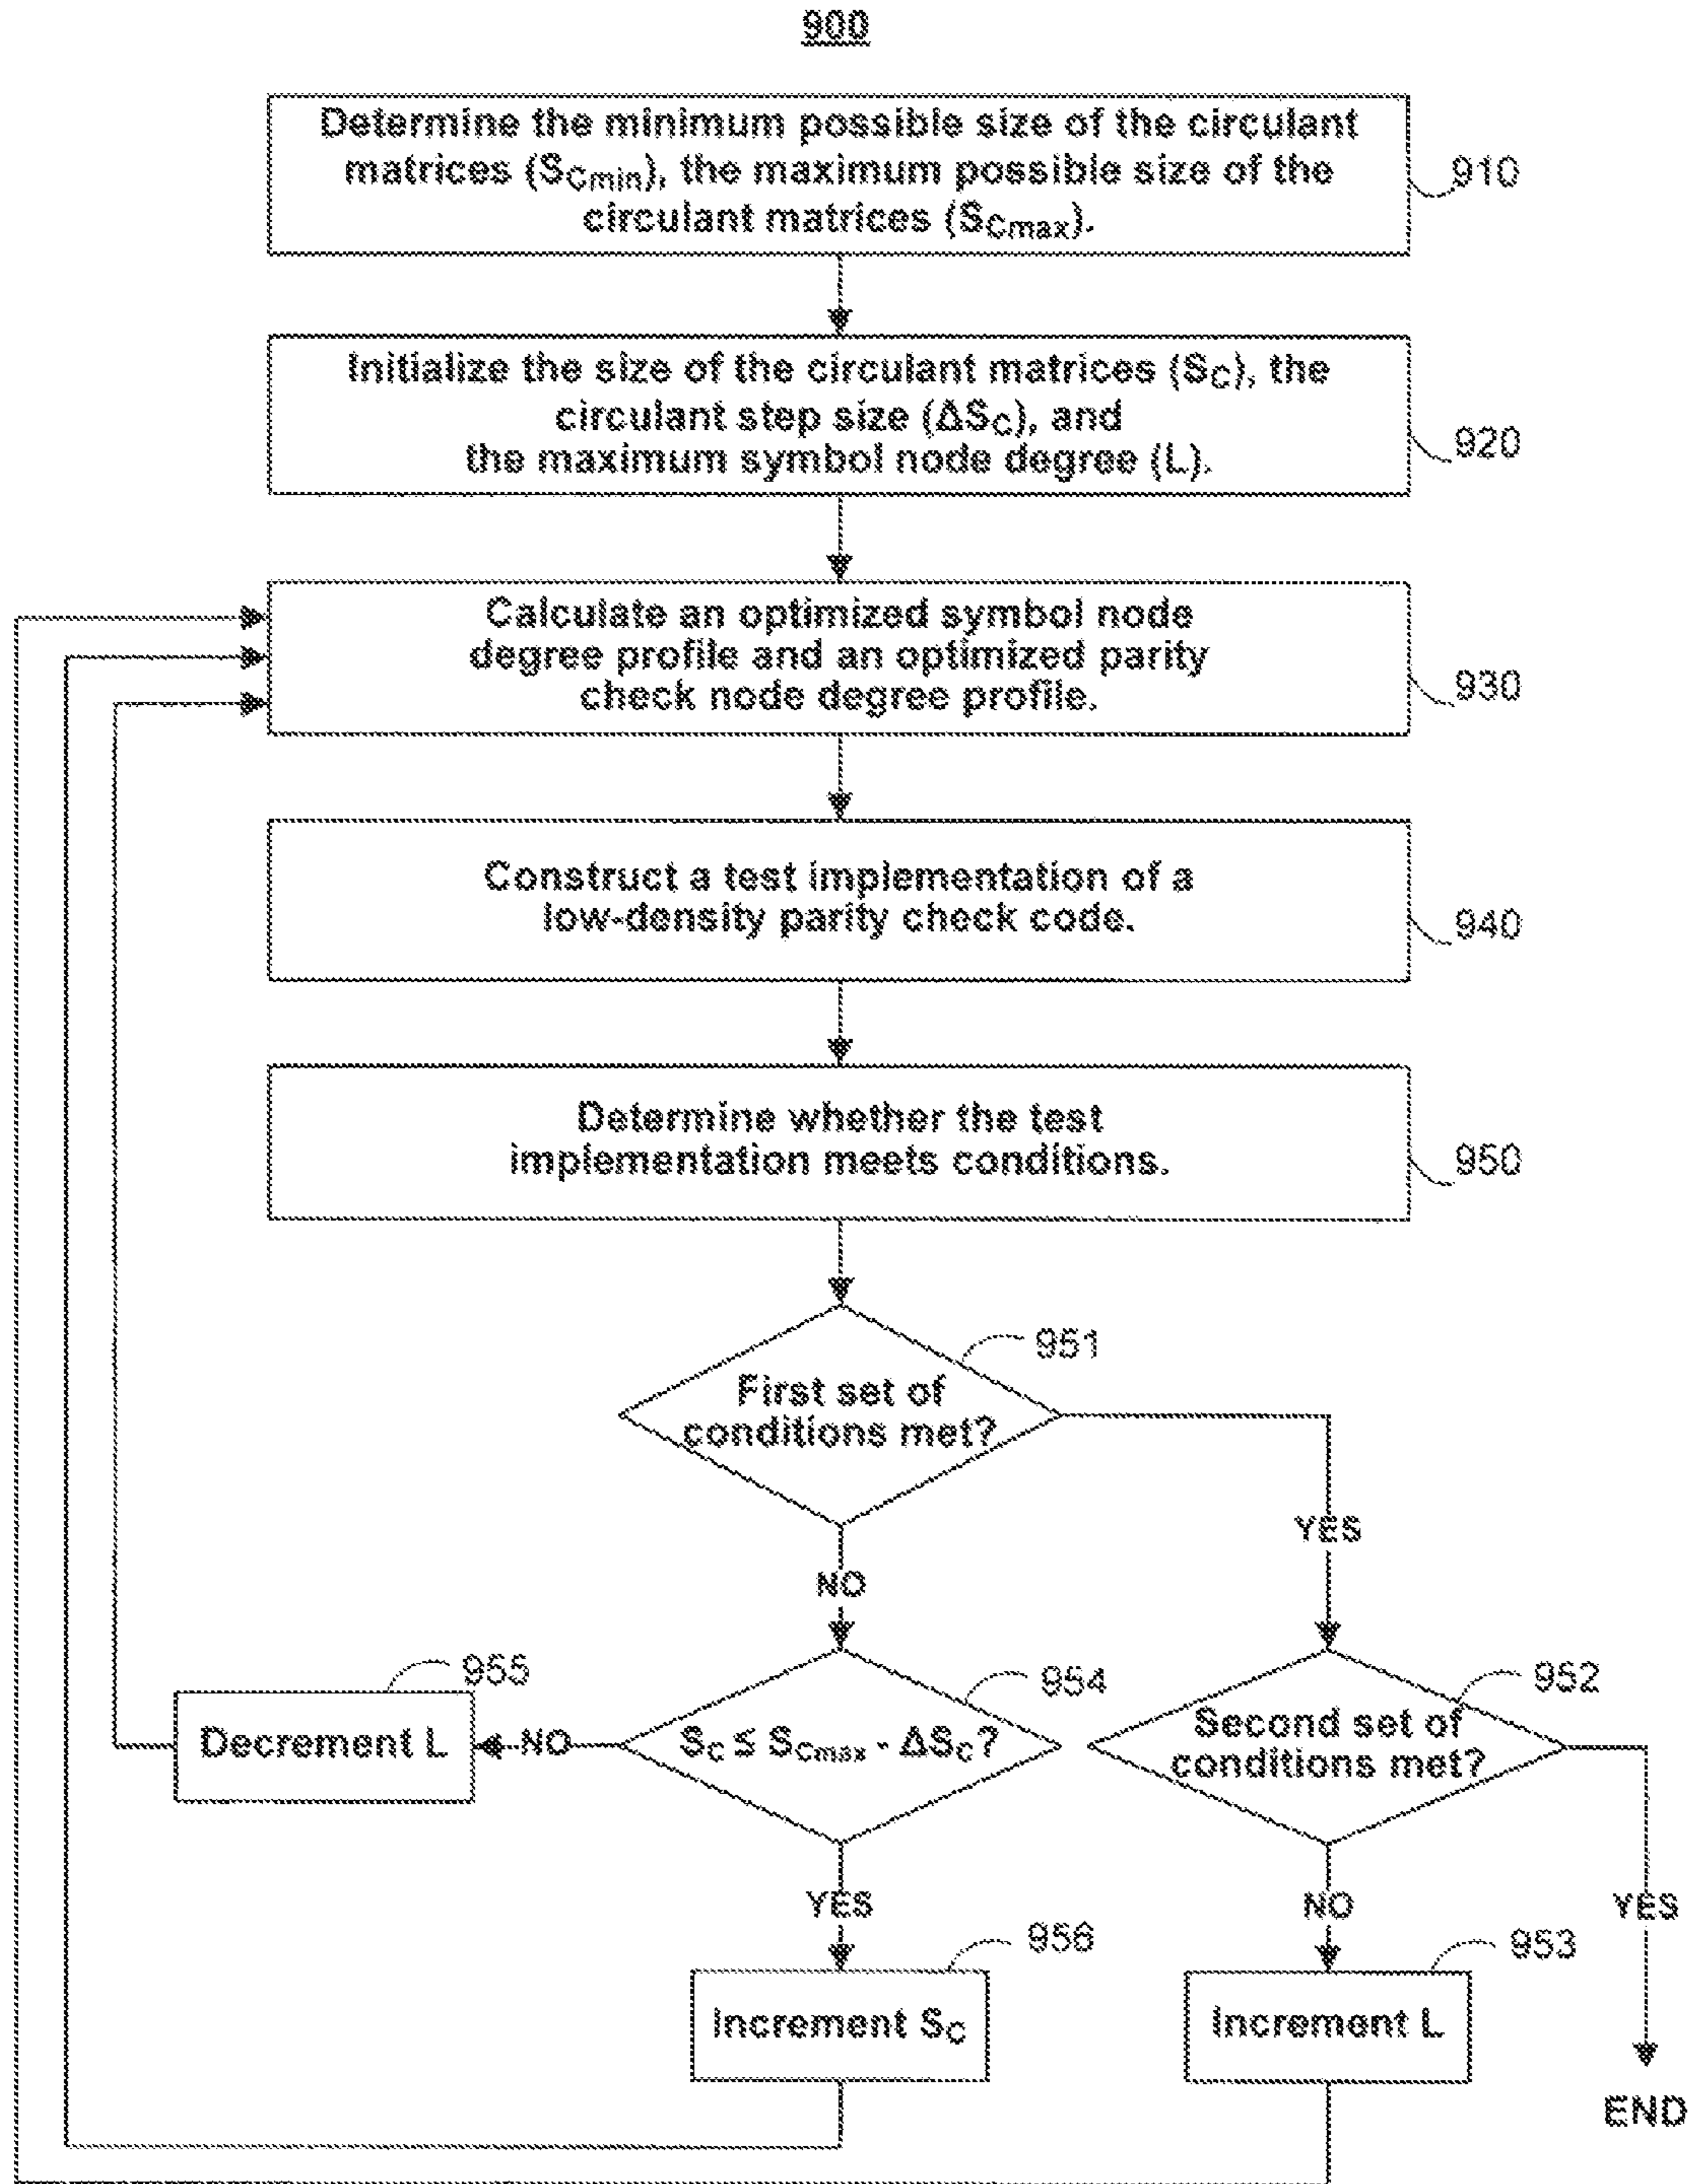 900
Determine the minimum possible size of the circulant
matrices (SCmin), the maximum possible size of the
circulant matrices (SCmax).
910
Initialize the size of the circulant matrices (SC), the
circulant step size (ΔSC), and
the maximum symbol node degree (L).
920
Calculate an optimized symbol node
degree profile and an optimized parity
check node degree profile.
930
Construct a test implementation of a
low-density parity check code.
940
Determine whether the test
implementation meets conditions.
950
951
First set of
conditions met?
YES
NO
955
Decrement L
NO
954
SC ≤ SCmax - ΔSC?
952
Second set of
conditions met?
YES
NO
YES
956
Increment SC
953
Increment L
END